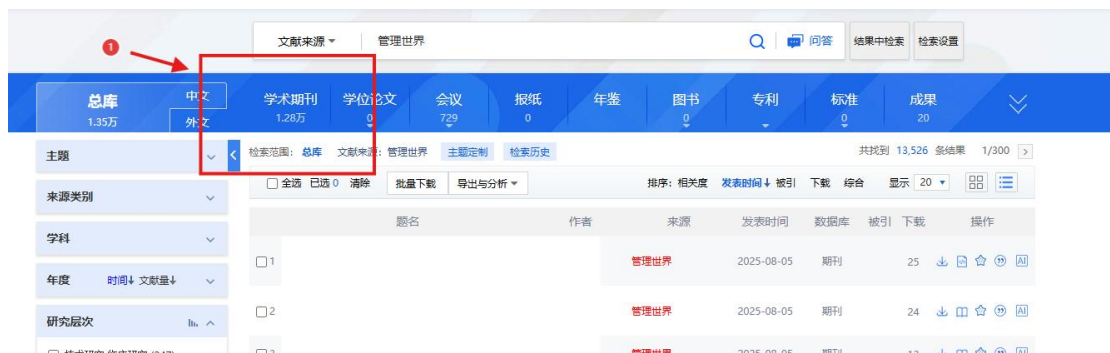 文献来源 管理世界 问答 结果中检索 检索设置
1
总库 中文 学术期刊 学位论文 会议 报纸 年鉴 图书 专利 标准 成果
1.35万 外文 1.28万 0 729 0 0 0 20
主题 检索范围：总库 文献来源：管理世界 主题定制 检索历史 共找到 13,526 条结果 1/300
全选 已选 0 清除 批量下载 导出与分析 排序：相关度 发表时间↓ 被引 下载 综合 显示 20
来源类别
题名 作者 来源 发表时间 数据库 被引 下载 操作
学科
1 管理世界 2025-08-05 期刊 25 AI
年度 时间↓ 文献量↓
2 管理世界 2025-08-05 期刊 24 AI
研究层次